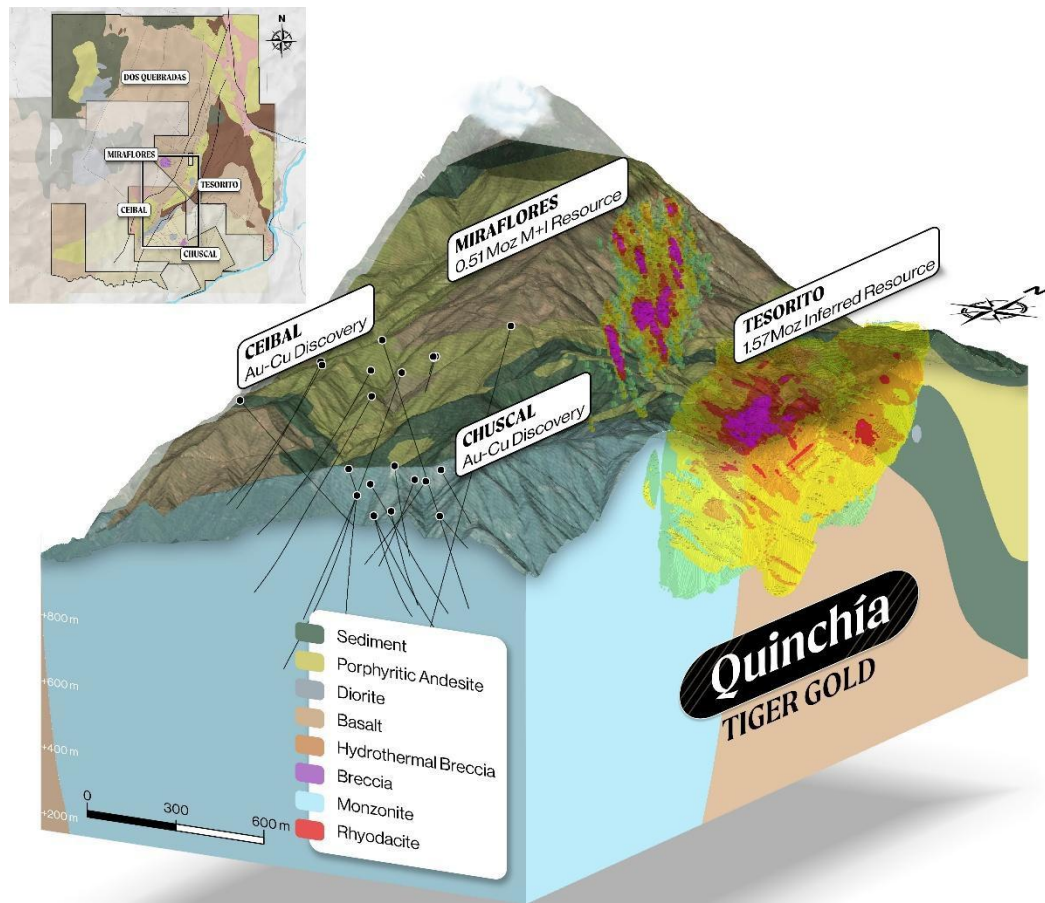 N
DOS QUEBRADAS
MIRAFLORES
TESORITO
CEIBAL
CHUSCAL
MIRAFLORES
0.51 Moz M+I Resource
TESORITO
1.57Moz Inferred Resource
N
CEIBAL
Au-Cu Discovery
CHUSCAL
Au-Cu Discovery
+800 m
+600 m
+400 m
+200 m
Sediment
Porphyritic Andesite
Diorite
Basalt
Hydrothermal Breccia
Breccia
Monzonite
Rhyodacite
0 300 600 m
Quinchía
TIGER GOLD